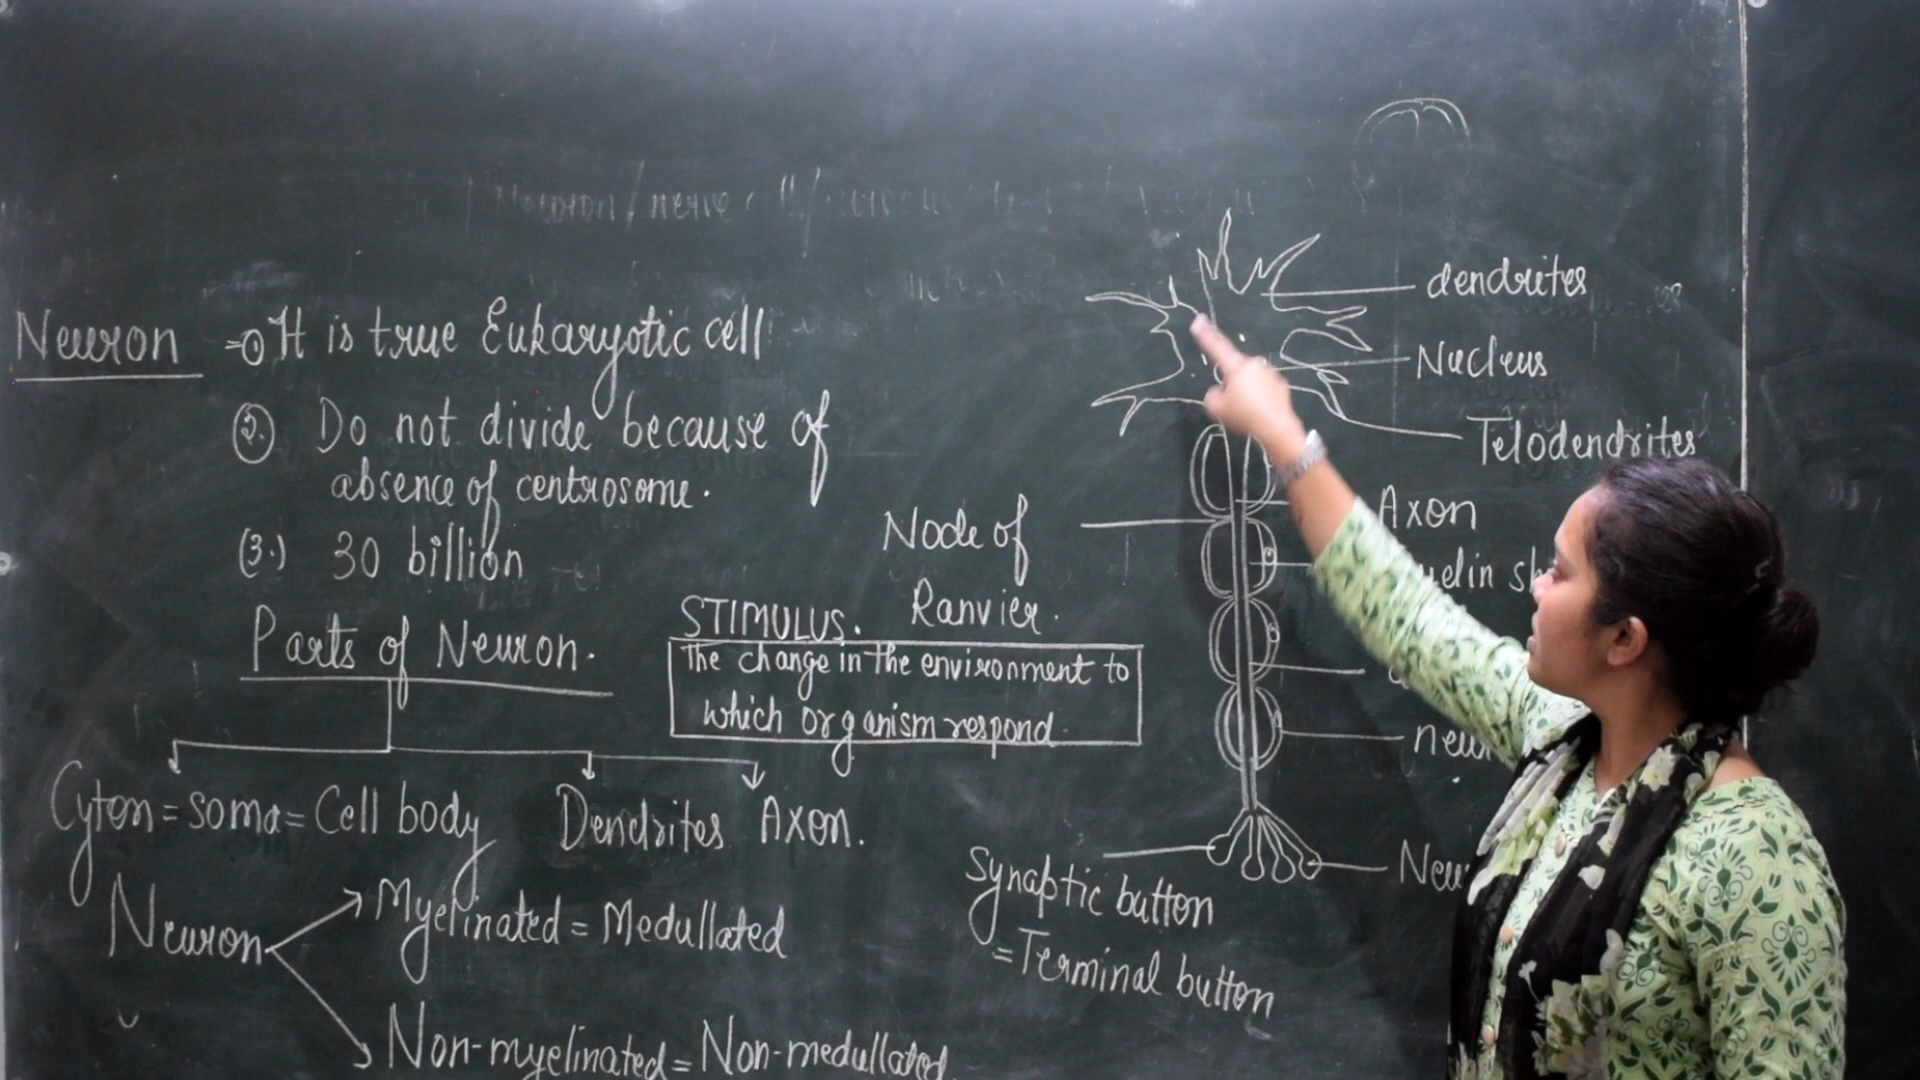 Neuron / nerve
Neuron ① It is true Eukaryotic cell
②. Do not divide because of
absence of centrosome.
(3.) 30 billion
Parts of Neuron.
Cyton = soma = Cell body
Dendrites
Axon.
Neuron
Myelinated = Medullated
Non-myelinated = Non-medullated
STIMULUS.
The change in the environment to
which organism respond.
Node of
Ranvier.
dendrites
Nucleus
Telodendrites
Axon
Synaptic button
= Terminal button